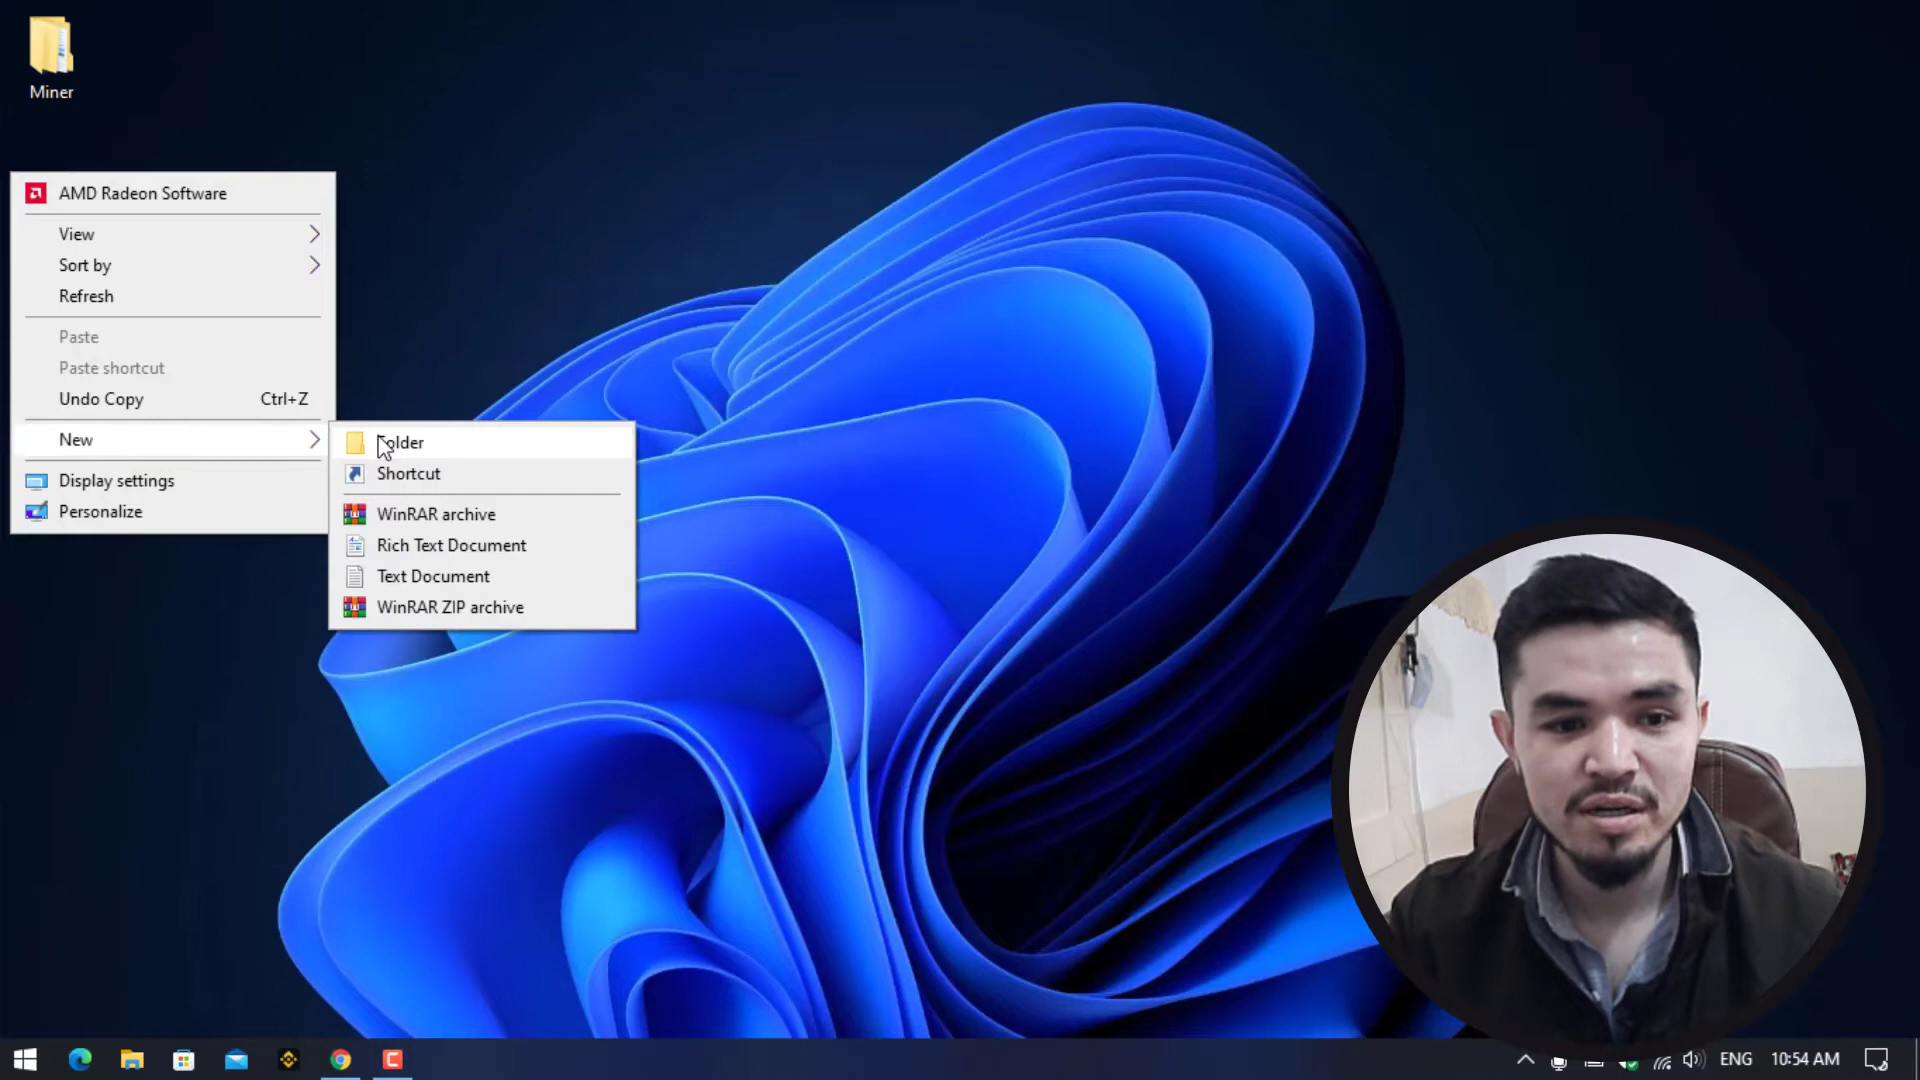 Miner
AMD Radeon Software
View
Sort by
Refresh
Paste
Paste shortcut
Undo Copy Ctrl+Z
New
Display settings
Personalize
Folder
Shortcut
WinRAR archive
Rich Text Document
Text Document
WinRAR ZIP archive
ENG 10:54 AM